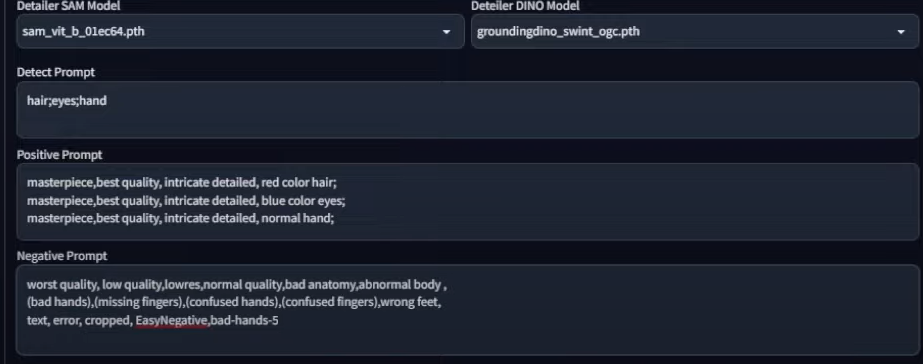 Detailer SAM Model
Deteiler DINO Model
sam_vit_b_01ec64.pth
groundingdino_swint_ogc.pth
Detect Prompt
hair;eyes;hand
Positive Prompt
masterpiece,best quality, intricate detailed, red color hair;
masterpiece,best quality, intricate detailed, blue color eyes;
masterpiece,best quality, intricate detailed, normal hand;
Negative Prompt
worst quality, low quality,lowres,normal quality,bad anatomy,abnormal body ,
(bad hands),(missing fingers),(confused hands),(confused fingers),wrong feet,
text, error, cropped, EasyNegative,bad-hands-5